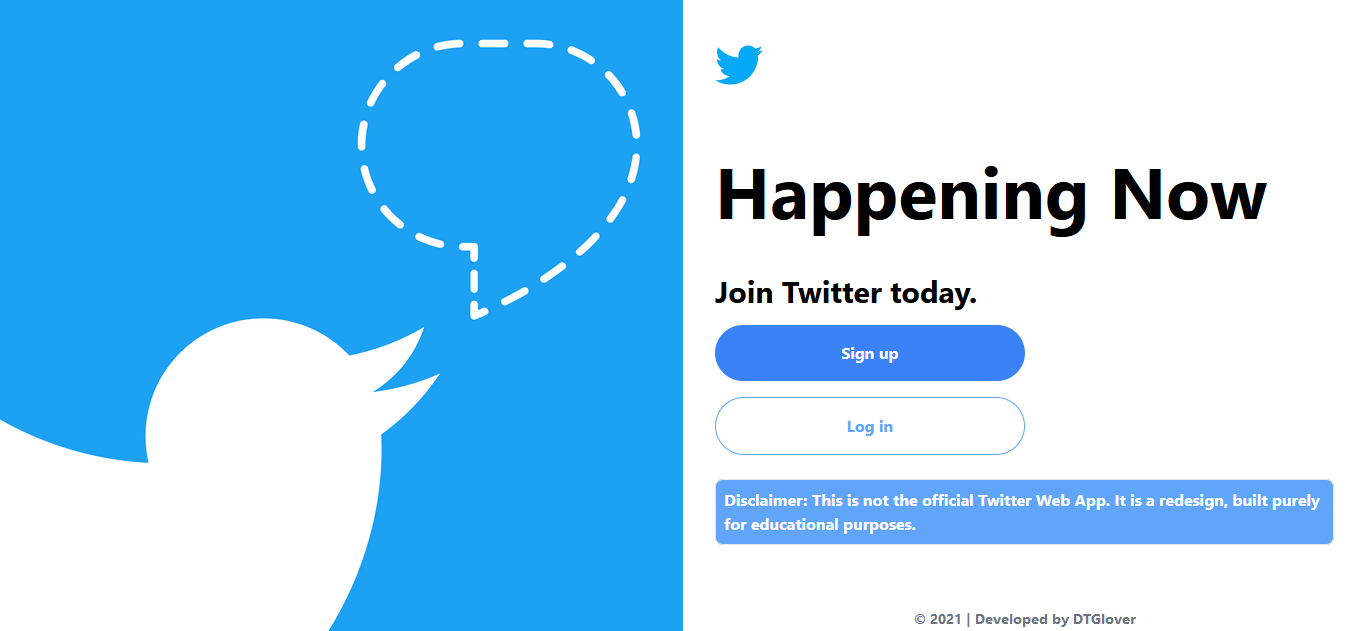 Happening Now
Join Twitter today.
Sign up
Log in
Disclaimer: This is not the official Twitter Web App. It is a redesign, built purely
for educational purposes.
© 2021 | Developed by DTGlover